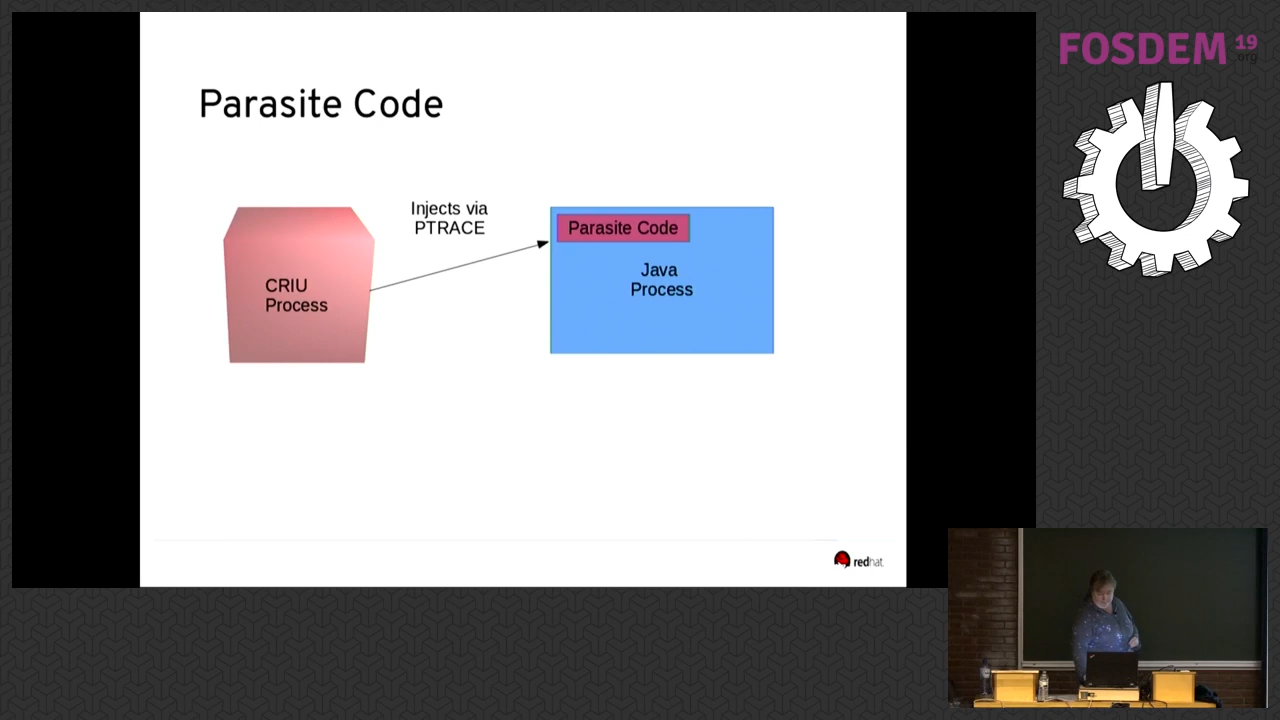 FOSDEM 19
.org
Parasite Code
Injects via
PTRACE
Parasite Code
Java
Process
CRIU
Process
redhat